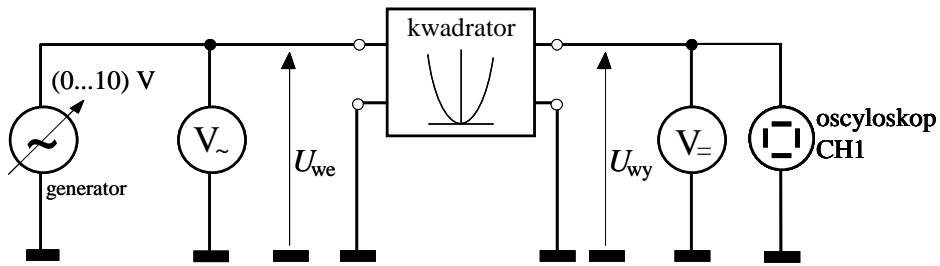 kwadrator
(0...10) V
~
generator
V~
Uwe
Uwy
V=
oscyloskop
CH1